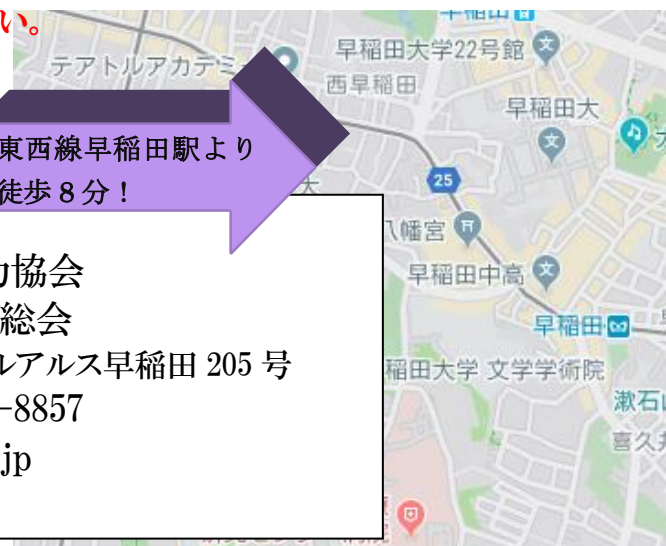 い。
早稲田
テアトルアカデミー
早稲田大学22号館
西早稲田
早稲田大
東西線早稲田駅より
徒歩8分！
大
25
八幡宮
力協会
総会
早稲田中高
早稲田
ルアルス早稲田 205 号
稲田大学 文学学術院
-8857
漱石山
喜久井
jp